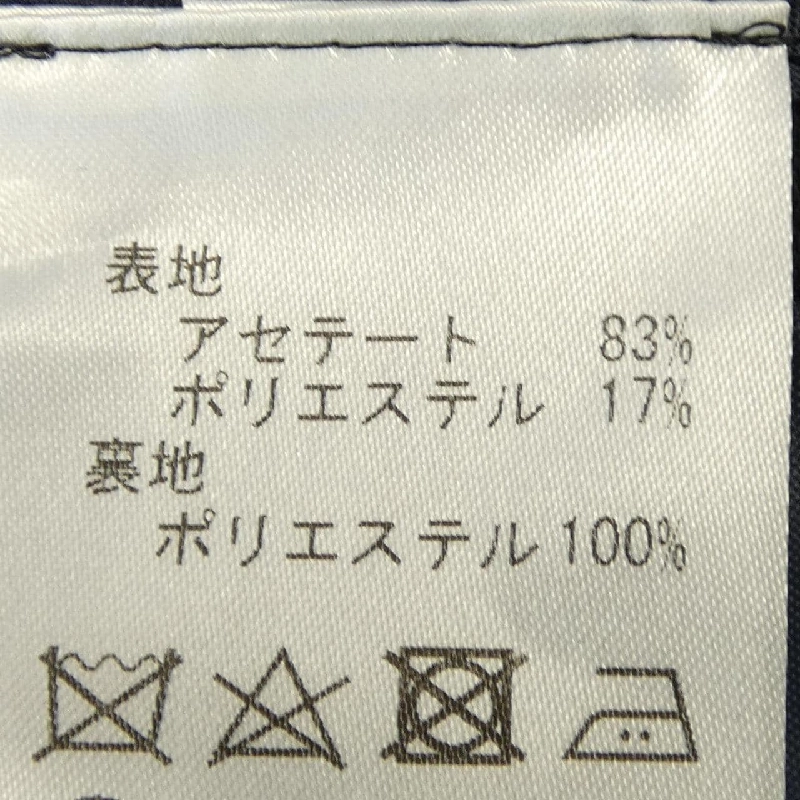 表地
アセテート 83%
ポリエステル 17%
裏地
ポリエステル 100%